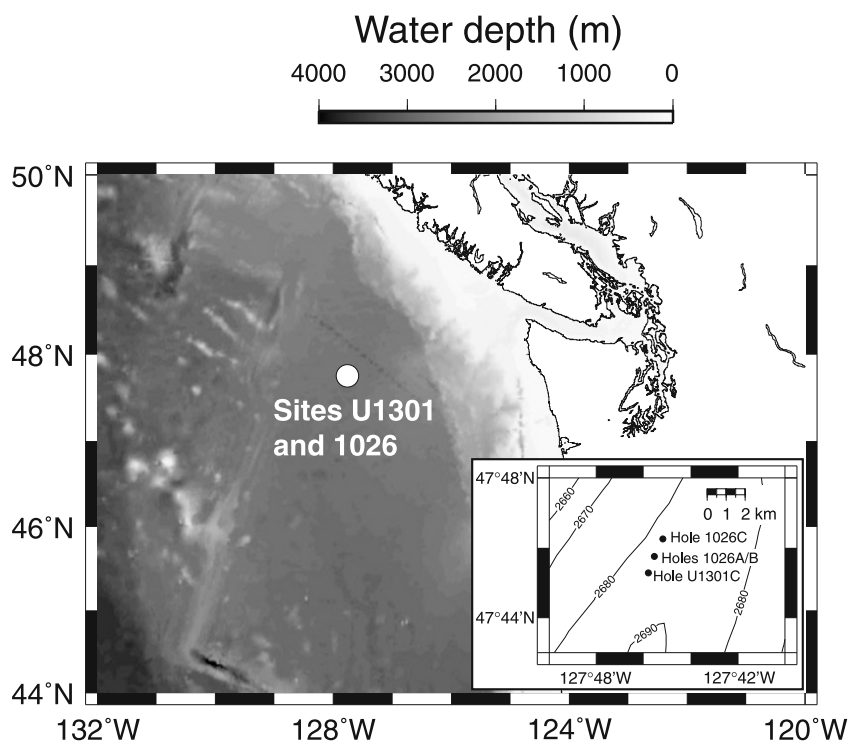 Water depth (m)
4000 3000 2000 1000 0
50°N
48°N
46°N
44°N
132°W 128°W 124°W 120°W
Sites U1301
and 1026
47°48'N
47°44'N
127°48'W 127°42'W
0 1 2 km
2660
2670
2680
2680
2690
Hole 1026C
Holes 1026A/B
Hole U1301C